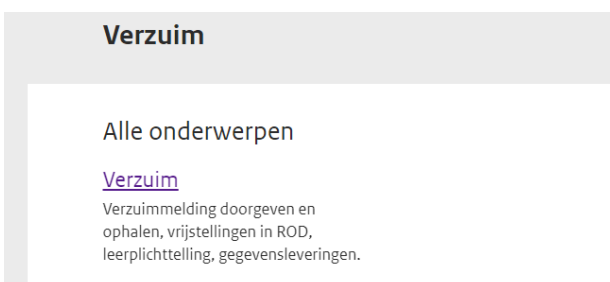 Verzuim
Alle onderwerpen
Verzuim
Verzuimmelding doorgeven en
ophalen, vrijstellingen in ROD,
leerplichttelling, gegevensleveringen.